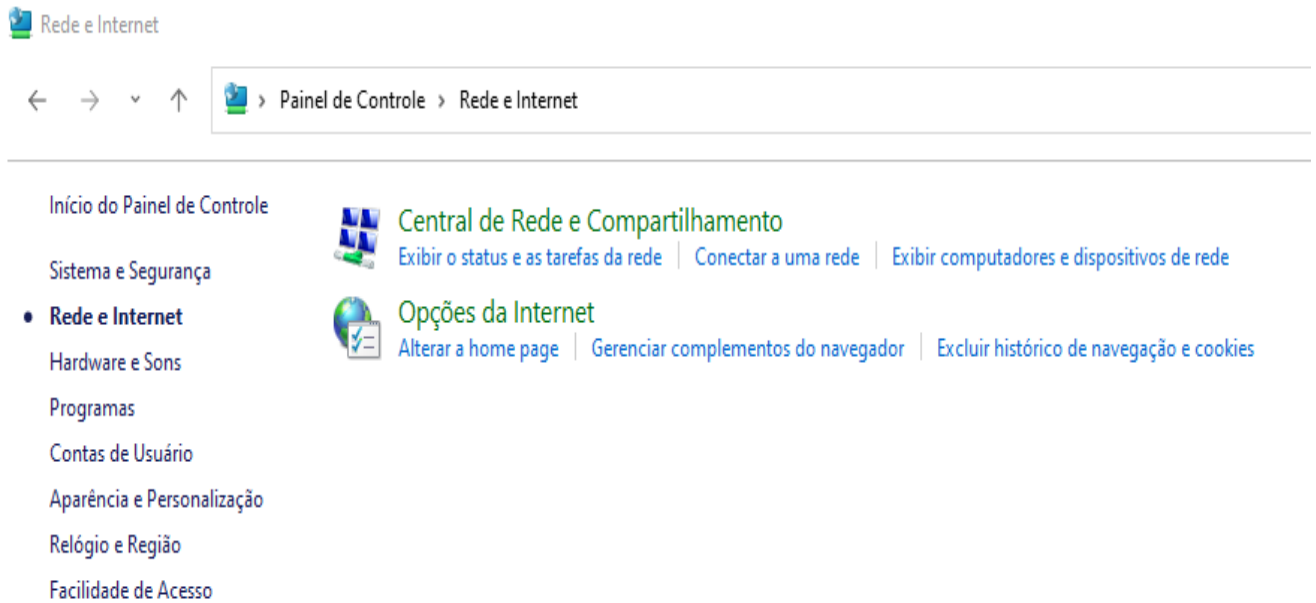 Rede e Internet
Painel de Controle > Rede e Internet
Início do Painel de Controle
Sistema e Segurança
Rede e Internet
Hardware e Sons
Programas
Contas de Usuário
Aparência e Personalização
Relógio e Região
Facilidade de Acesso
Central de Rede e Compartilhamento
Exibir o status e as tarefas da rede | Conectar a uma rede | Exibir computadores e dispositivos de rede
Opções da Internet
Alterar a home page | Gerenciar complementos do navegador | Excluir histórico de navegação e cookies